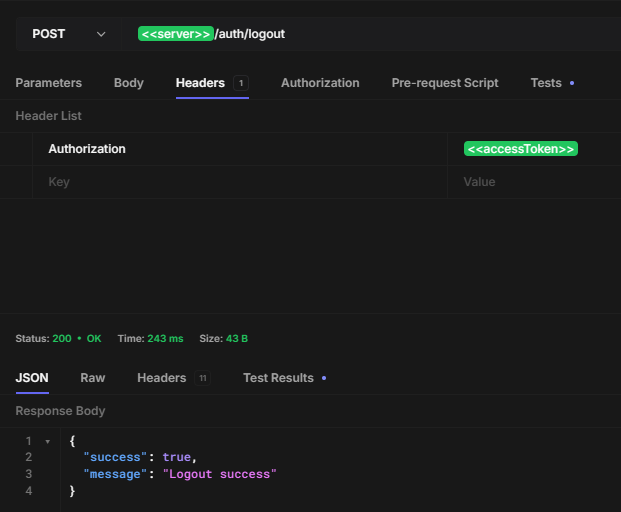 POST <<server>>/auth/logout
Parameters Body Headers 1 Authorization Pre-request Script Tests •
Header List
Authorization <<accessToken>>
Key Value
Status: 200 • OK Time: 243 ms Size: 43 B
JSON Raw Headers 11 Test Results •
Response Body
1 {
2 "success": true,
3 "message": "Logout success"
4 }